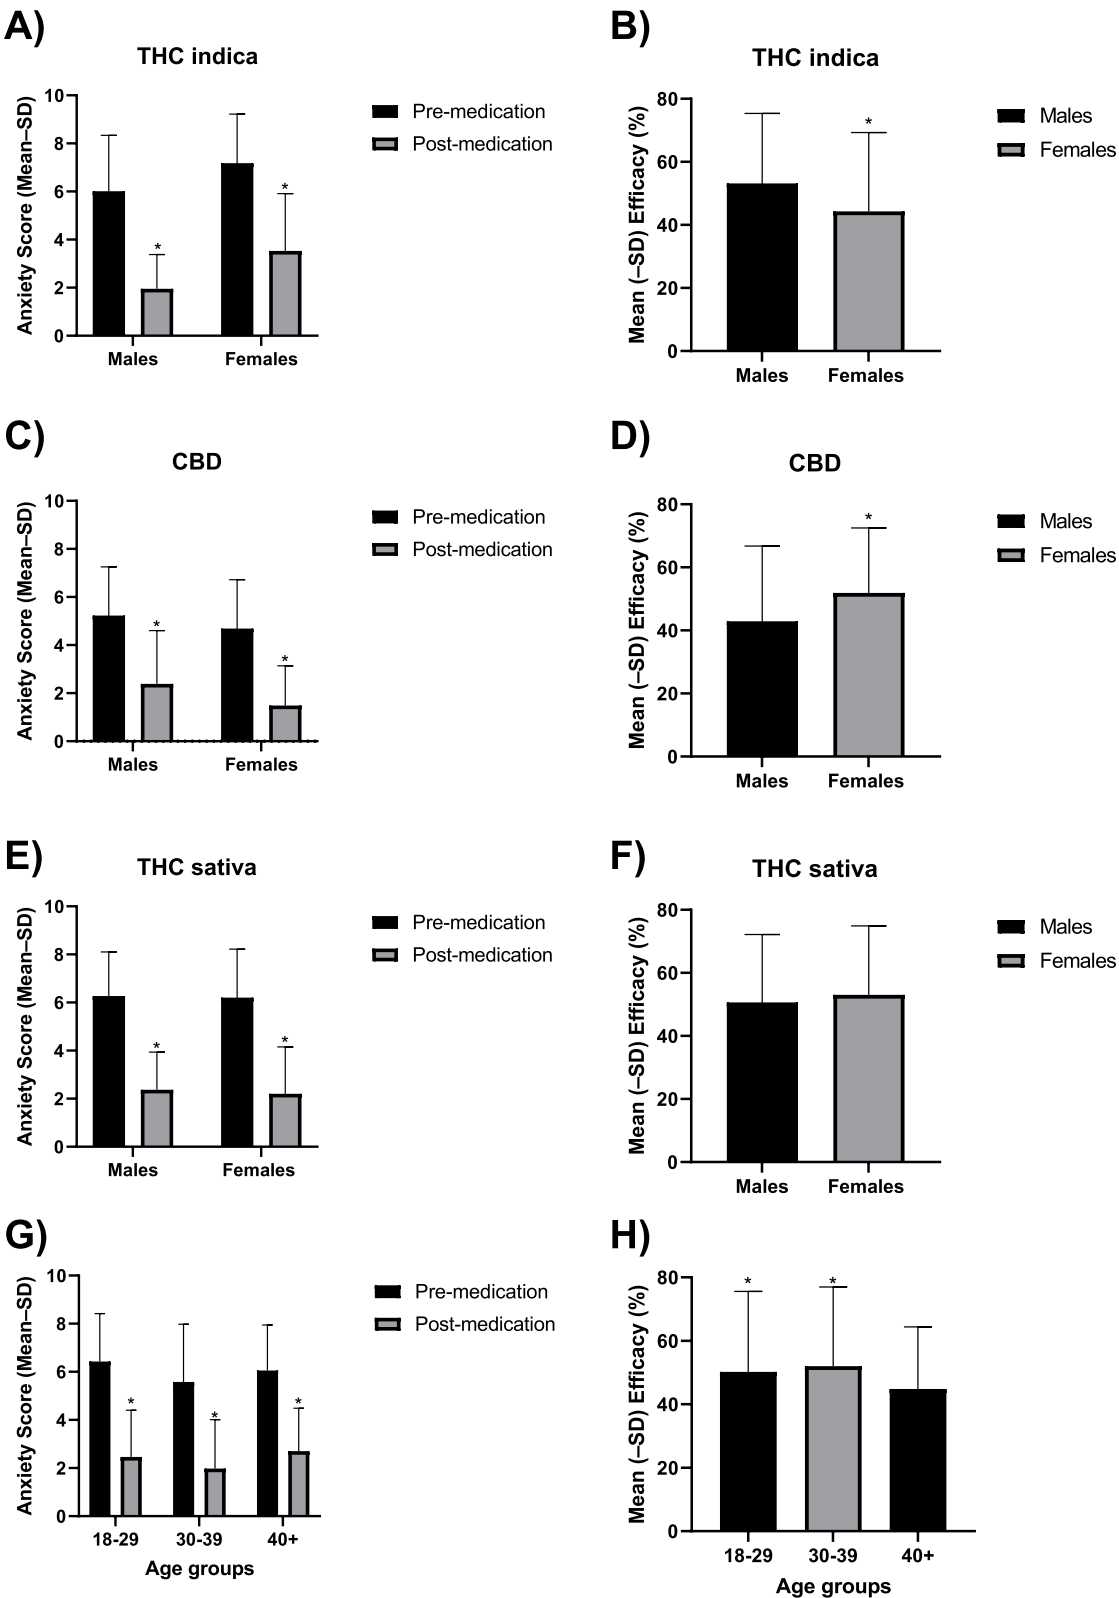 A)
THC indica
Anxiety Score (Mean–SD)
10
8
6
4
2
0
Males
Females
Pre-medication
Post-medication
*
*
B)
THC indica
Mean (–SD) Efficacy (%)
80
60
40
20
0
Males
Females
Males
Females
*
C)
CBD
Anxiety Score (Mean–SD)
10
8
6
4
2
0
Males
Females
Pre-medication
Post-medication
*
*
D)
CBD
Mean (–SD) Efficacy (%)
80
60
40
20
0
Males
Females
Males
Females
*
E)
THC sativa
Anxiety Score (Mean–SD)
10
8
6
4
2
0
Males
Females
Pre-medication
Post-medication
*
*
F)
THC sativa
Mean (–SD) Efficacy (%)
80
60
40
20
0
Males
Females
Males
Females
G)
Anxiety Score (Mean–SD)
10
8
6
4
2
0
18-29
30-39
40+
Age groups
Pre-medication
Post-medication
*
*
*
H)
Mean (–SD) Efficacy (%)
80
60
40
20
0
18-29
30-39
40+
Age groups
*
*